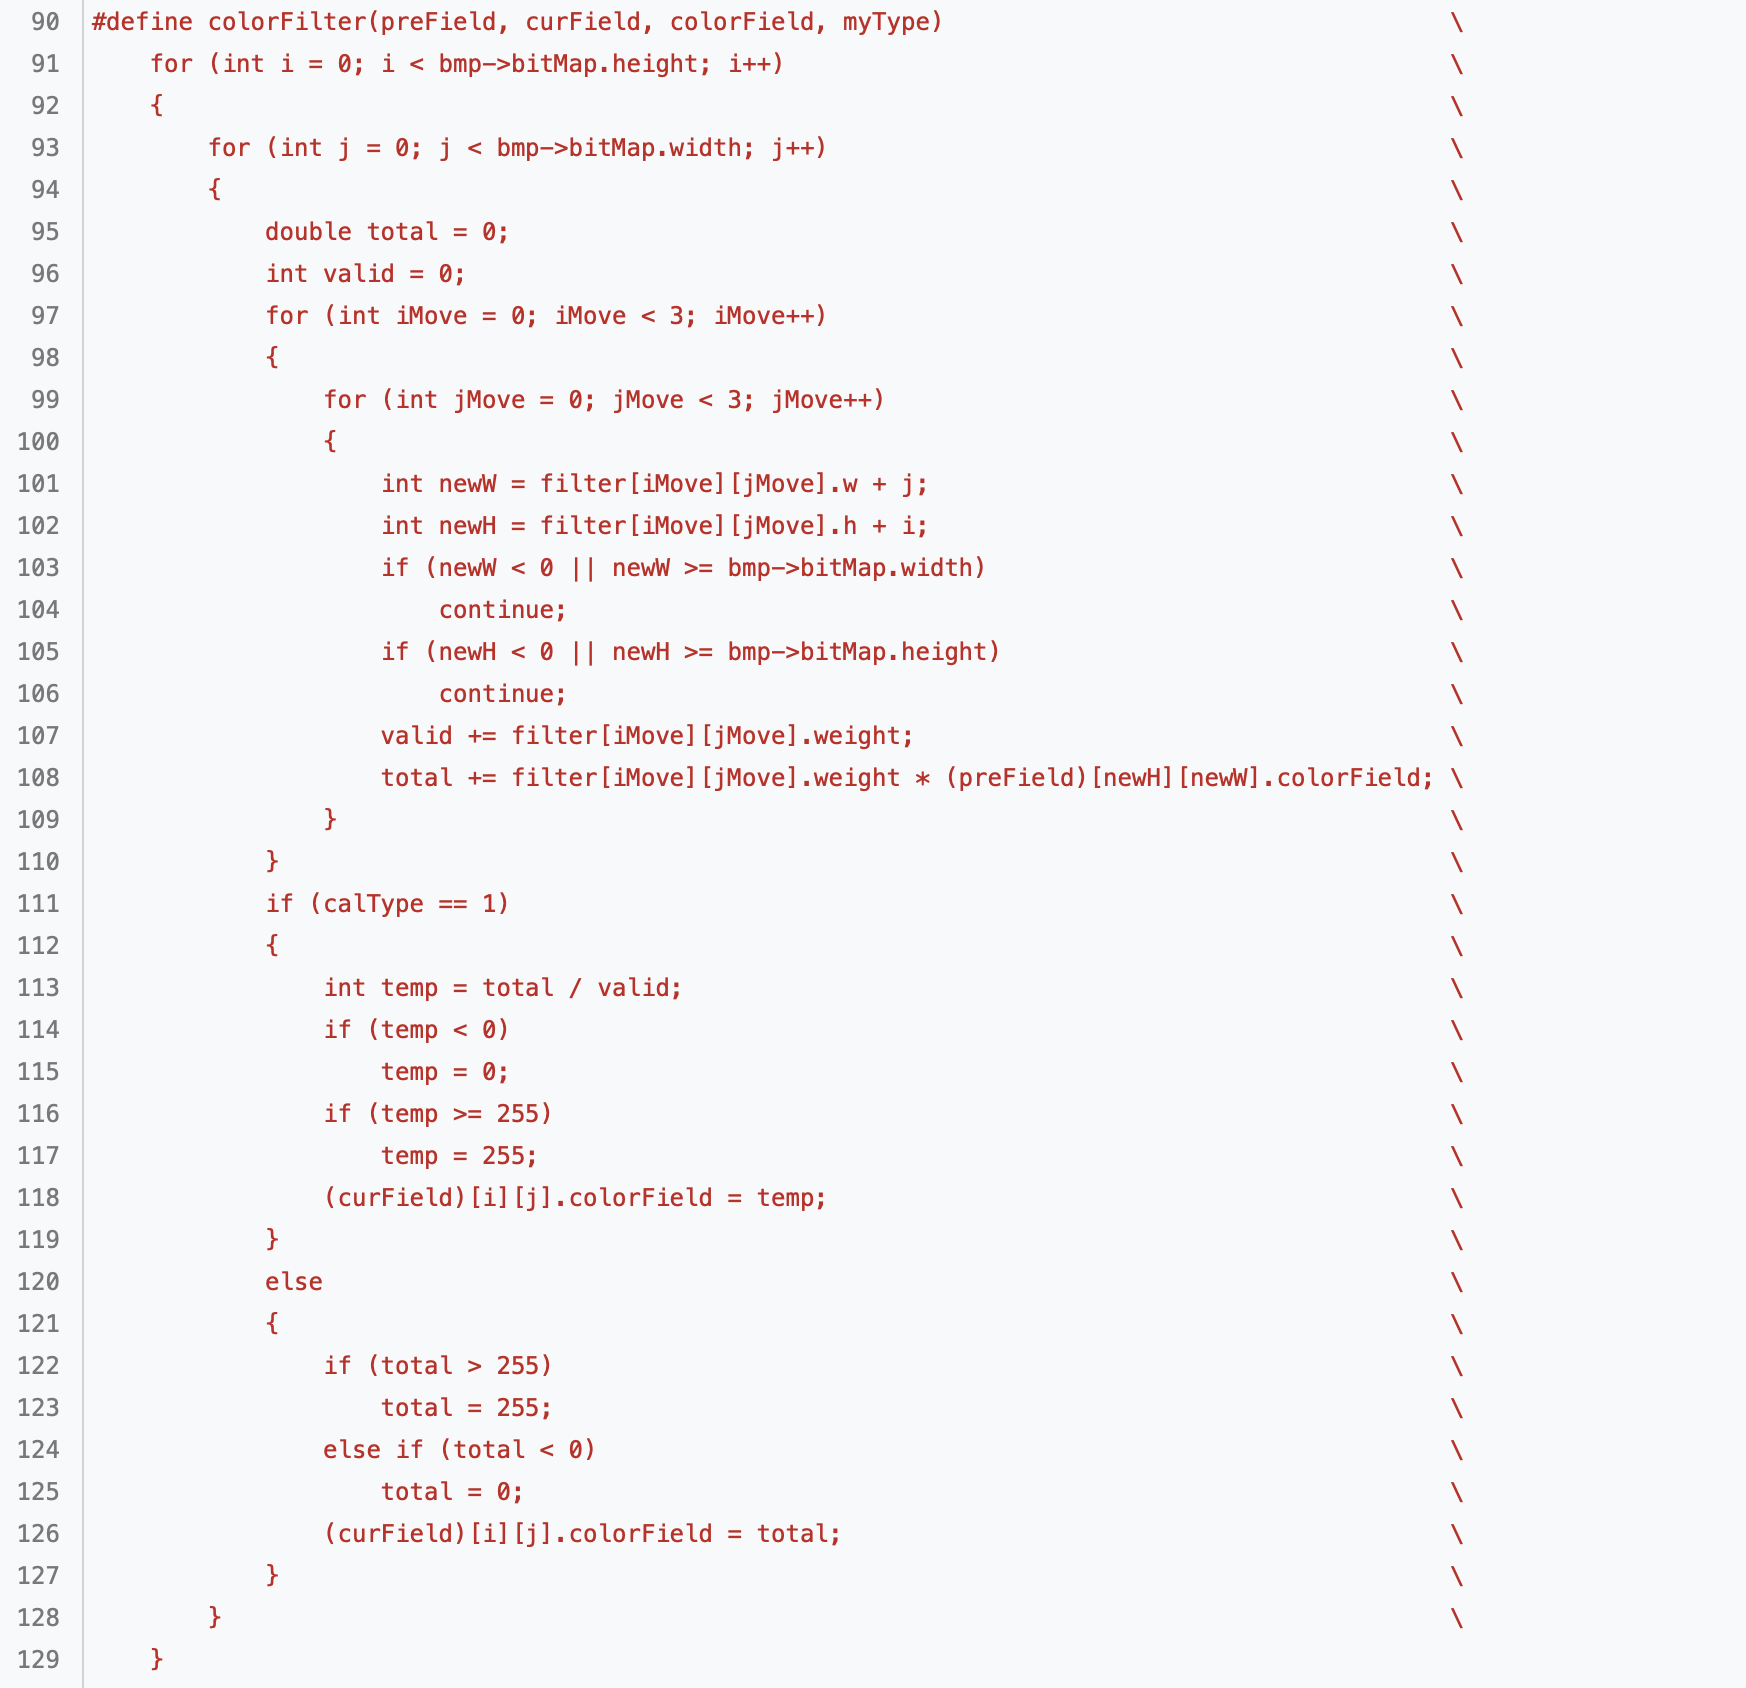 90 #define colorFilter(preField, curField, colorField, myType) \
91 for (int i = 0; i < bmp->bitMap.height; i++) \
92 { \
93 for (int j = 0; j < bmp->bitMap.width; j++) \
94 { \
95 double total = 0; \
96 int valid = 0; \
97 for (int iMove = 0; iMove < 3; iMove++) \
98 { \
99 for (int jMove = 0; jMove < 3; jMove++) \
100 { \
101 int newW = filter[iMove][jMove].w + j; \
102 int newH = filter[iMove][jMove].h + i; \
103 if (newW < 0 || newW >= bmp->bitMap.width) \
104 continue; \
105 if (newH < 0 || newH >= bmp->bitMap.height) \
106 continue; \
107 valid += filter[iMove][jMove].weight; \
108 total += filter[iMove][jMove].weight * (preField)[newH][newW].colorField; \
109 } \
110 } \
111 if (calType == 1) \
112 { \
113 int temp = total / valid; \
114 if (temp < 0) \
115 temp = 0; \
116 if (temp >= 255) \
117 temp = 255; \
118 (curField)[i][j].colorField = temp; \
119 } \
120 else \
121 { \
122 if (total > 255) \
123 total = 255; \
124 else if (total < 0) \
125 total = 0; \
126 (curField)[i][j].colorField = total; \
127 } \
128 } \
129 }